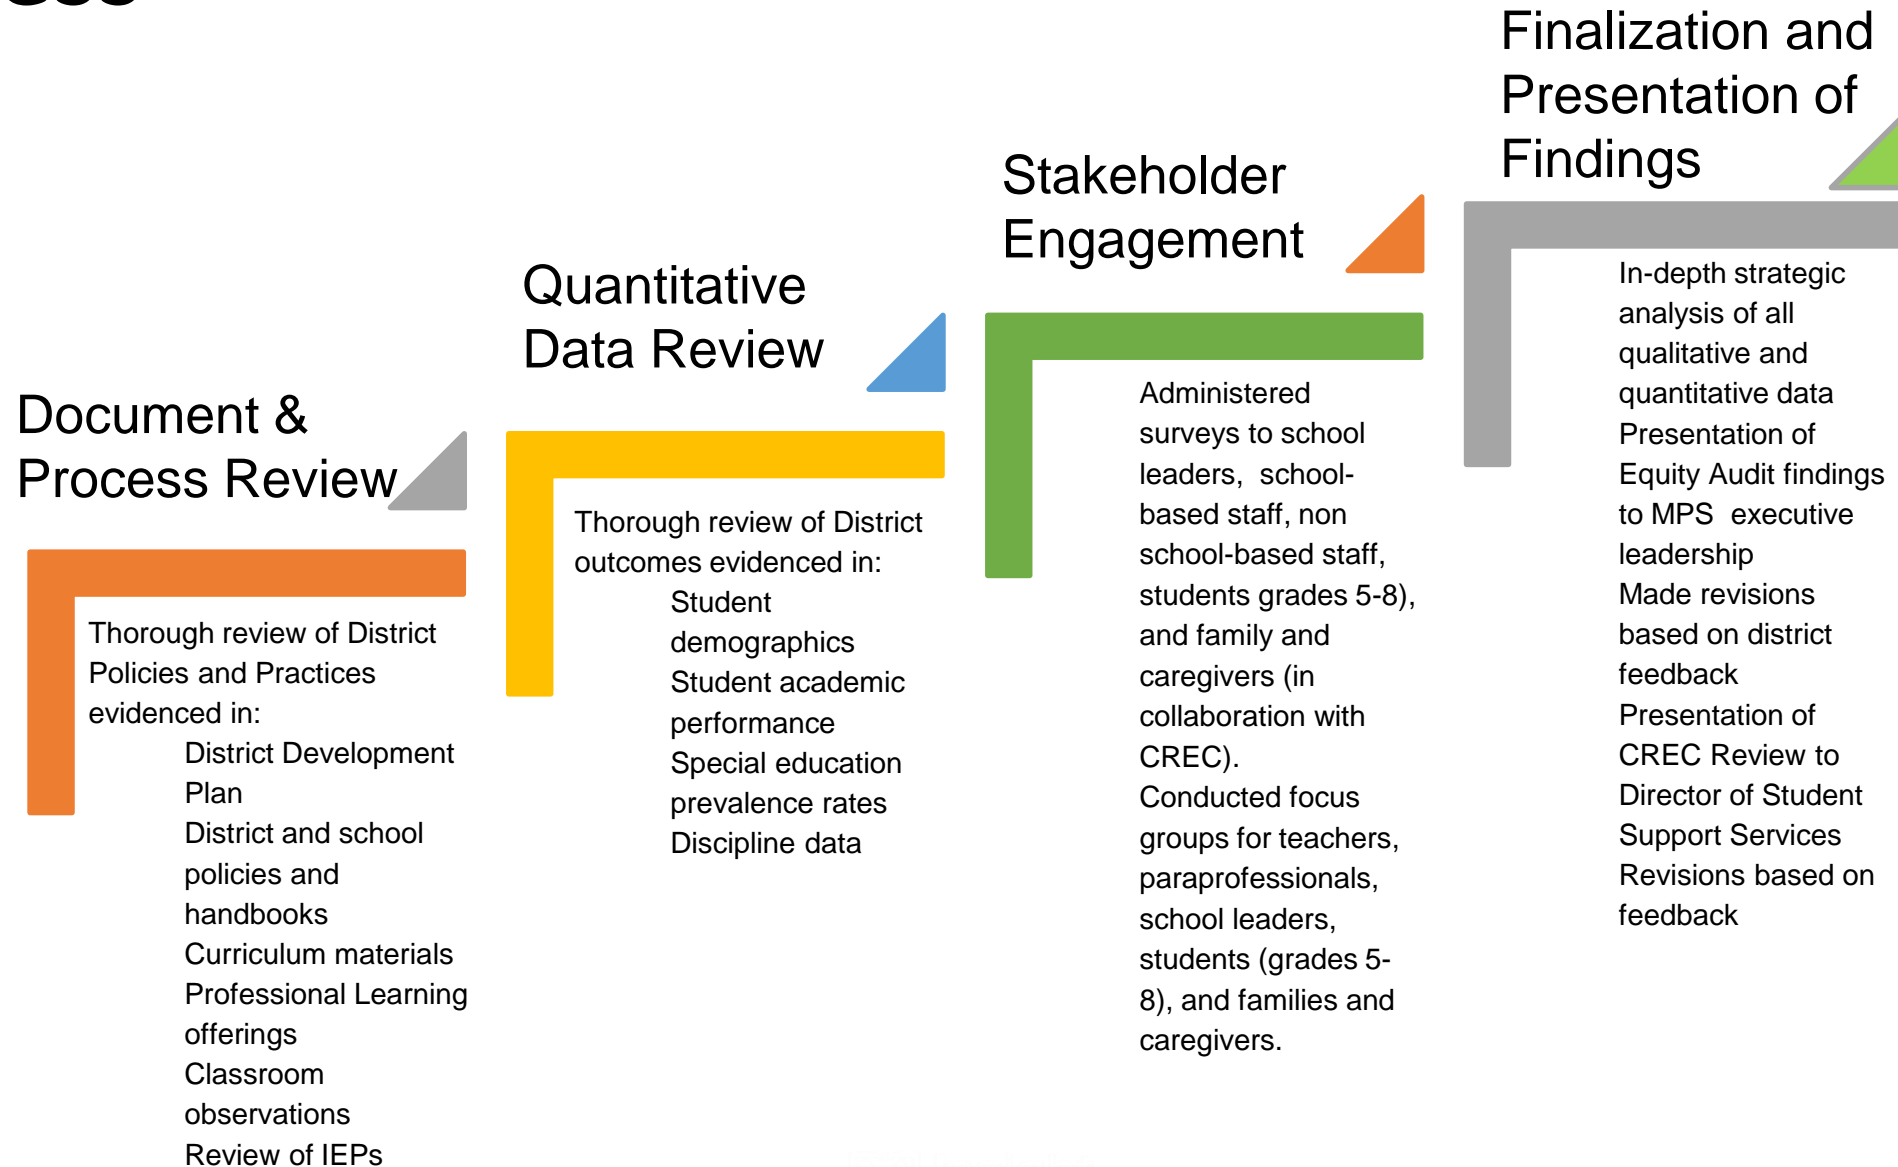 Document &
Process Review
Thorough review of District
Policies and Practices
evidenced in:
District Development
Plan
District and school
policies and
handbooks
Curriculum materials
Professional Learning
offerings
Classroom
observations
Review of IEPs
Quantitative
Data Review
Thorough review of District
outcomes evidenced in:
Student
demographics
Student academic
performance
Special education
prevalence rates
Discipline data
Stakeholder
Engagement
Administered
surveys to school
leaders,  school-
based staff, non
school-based staff,
students grades 5-8),
and family and
caregivers (in
collaboration with
CREC).
Conducted focus
groups for teachers,
paraprofessionals,
school leaders,
students (grades 5-
8), and families and
caregivers.
Finalization and
Presentation of
Findings
In-depth strategic
analysis of all
qualitative and
quantitative data
Presentation of
Equity Audit findings
to MPS  executive
leadership
Made revisions
based on district
feedback
Presentation of
CREC Review to
Director of Student
Support Services
Revisions based on
feedback